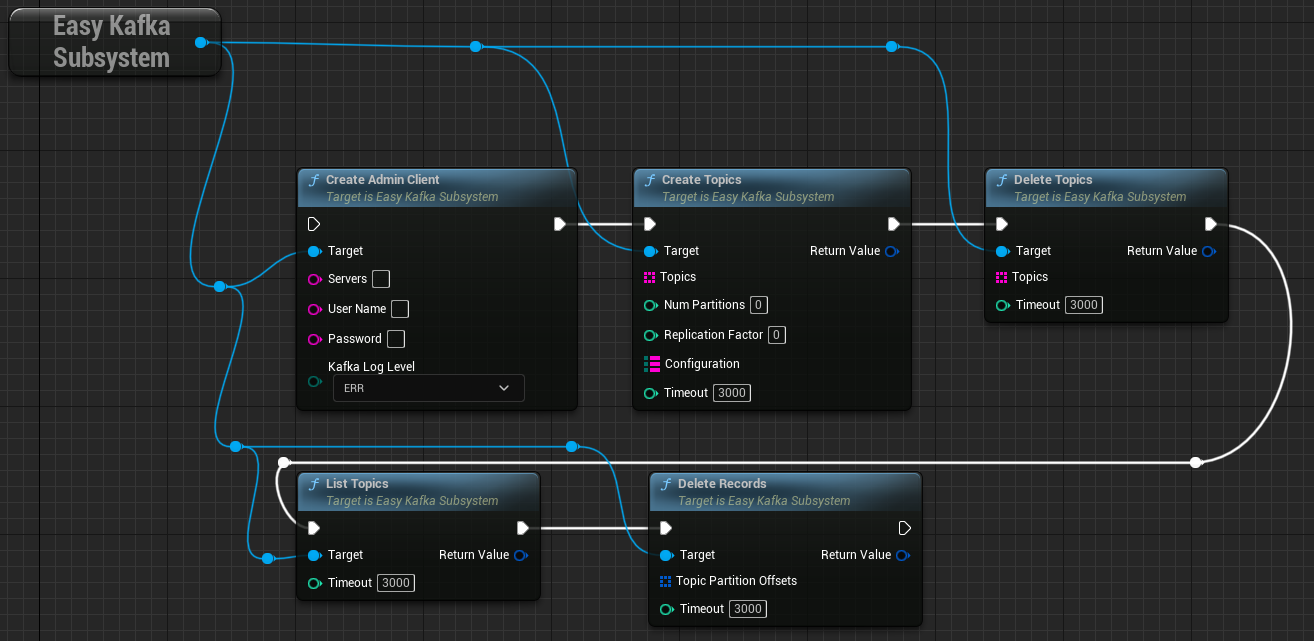 Easy Kafka
Subsystem
Create Admin Client
Target is Easy Kafka Subsystem
Target
Servers
User Name
Password
Kafka Log Level
ERR
Create Topics
Target is Easy Kafka Subsystem
Target
Return Value
Topics
Num Partitions 0
Replication Factor 0
Configuration
Timeout 3000
Delete Topics
Target is Easy Kafka Subsystem
Target
Return Value
Topics
Timeout 3000
List Topics
Target is Easy Kafka Subsystem
Target
Return Value
Timeout 3000
Delete Records
Target is Easy Kafka Subsystem
Target
Return Value
Topic Partition Offsets
Timeout 3000